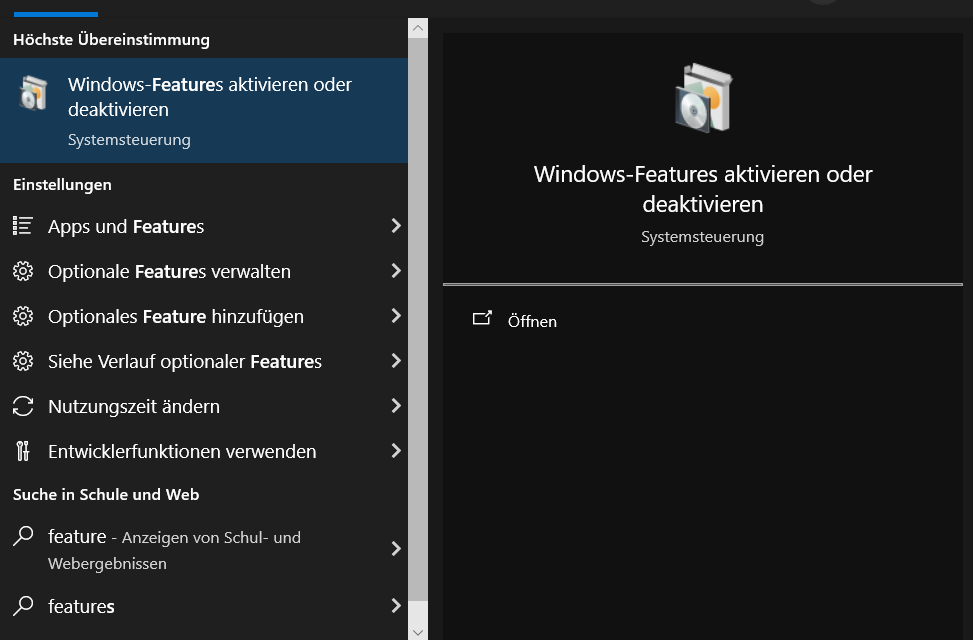 Höchste Übereinstimmung
Windows-Features aktivieren oder
deaktivieren
Systemsteuerung
Einstellungen
Apps und Features
Optionale Features verwalten
Optionales Feature hinzufügen
Siehe Verlauf optionaler Features
Nutzungszeit ändern
Entwicklerfunktionen verwenden
Suche in Schule und Web
feature - Anzeigen von Schul- und
Webergebnissen
features
Windows-Features aktivieren oder
deaktivieren
Systemsteuerung
Öffnen